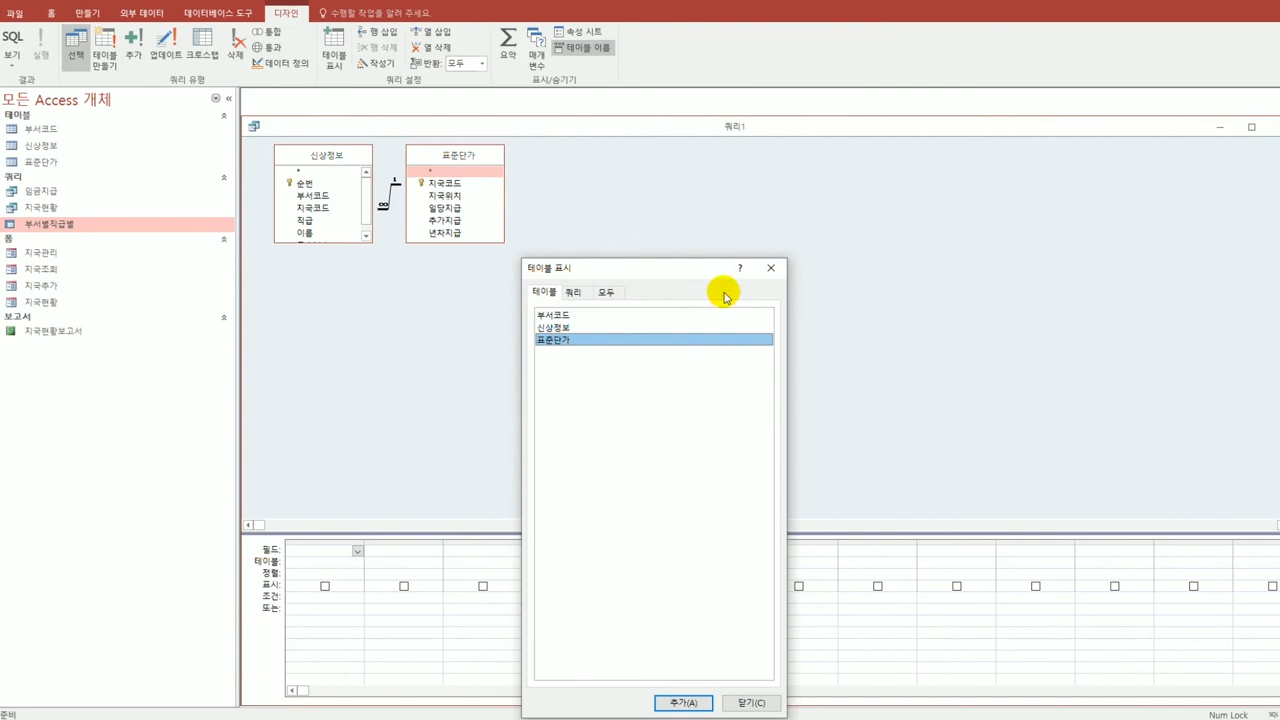 파일 홈 만들기 외부 데이터 데이터베이스 도구 디자인 수행할 작업을 알려 주세요.
SQL
보기 실행 선택 테이블 만들기 추가 업데이트 크로스탭 삭제
통합
통과
데이터 정의
테이블 표시
행 삽입
행 삭제
작성기
열 삽입
열 삭제
반환: 모두
요약 매개 변수
속성 시트
테이블 이름
결과 쿼리 유형 쿼리 설정 표시/숨기기
모든 Access 개체
테이블
부서코드
신상정보
표준단가
쿼리
임금지급
지국현황
부서별직급별
폼
지국관리
지국조회
지국추가
지국현황
보고서
지국현황보고서
쿼리1
신상정보
*
순번
부서코드
지국코드
직급
이름
1
∞
표준단가
*
지국코드
지국위치
일당지급
추가지급
년차지급
테이블 표시
?
테이블 쿼리 모두
부서코드
신상정보
표준단가
추가(A) 닫기(C)
필드:
테이블:
정렬:
표시:
조건:
또는:
준비
Num Lock SQL